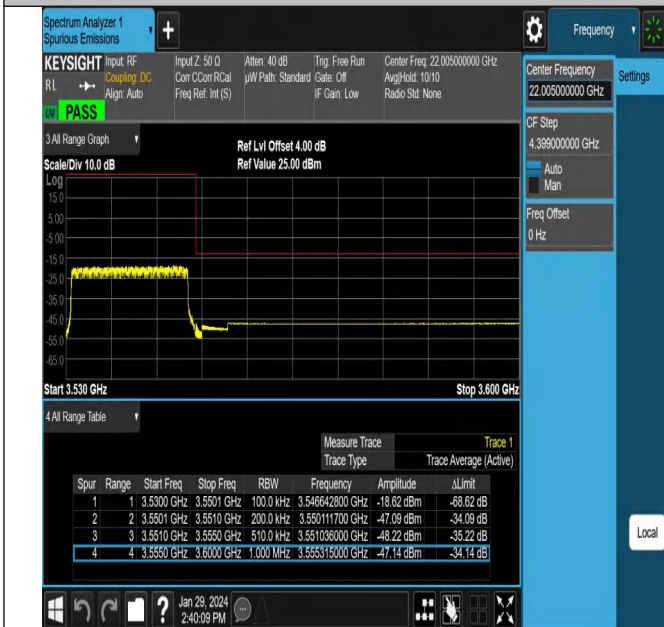 Spectrum Analyzer 1
Spurious Emissions
+
Frequency
KEYSIGHT
Input: RF
Input Z: 50 Ω
Atten: 40 dB
Trig: Free Run
Center Freq: 22.005000000 GHz
RL
Coupling: DC
Corr CCorr RCal
µW Path: Standard
Gate: Off
Avg|Hold: 10/10
Align: Auto
Freq Ref: Int (S)
IF Gain: Low
Radio Std: None
PASS
Center Frequency
22.005000000 GHz
Settings
CF Step
4.399000000 GHz
Auto
Man
Freq Offset
0 Hz
3 All Range Graph
Ref Lvl Offset 4.00 dB
Scale/Div 10.0 dB
Ref Value 25.00 dBm
Log
15.0
5.00
-5.00
-15.0
-25.0
-35.0
-45.0
-55.0
-65.0
Start 3.530 GHz
Stop 3.600 GHz
4 All Range Table
Measure Trace Trace 1
Trace Type Trace Average (Active)
Spur Range Start Freq Stop Freq RBW Frequency Amplitude ΔLimit
1 1 3.5300 GHz 3.5501 GHz 100.0 kHz 3.546642800 GHz -18.62 dBm -68.62 dB
2 2 3.5501 GHz 3.5510 GHz 200.0 kHz 3.550111700 GHz -47.09 dBm -34.09 dB
3 3 3.5510 GHz 3.5550 GHz 510.0 kHz 3.551036000 GHz -48.22 dBm -35.22 dB
4 4 3.5550 GHz 3.6000 GHz 1.000 MHz 3.555315000 GHz -47.14 dBm -34.14 dB
Local
?
Jan 29, 2024
2:40:09 PM